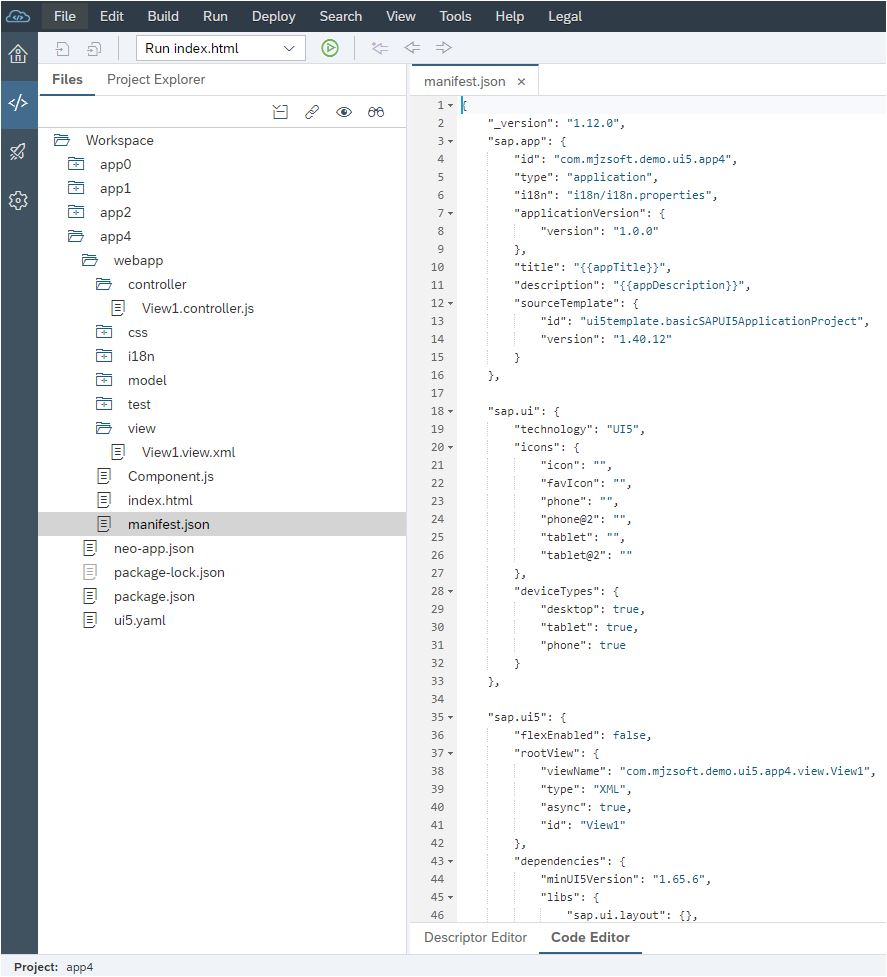 File Edit Build Run Deploy Search View Tools Help Legal
Run index.html
Files Project Explorer
Workspace
app0
app1
app2
app4
webapp
controller
View1.controller.js
css
i18n
model
test
view
View1.view.xml
Component.js
index.html
manifest.json
neo-app.json
package-lock.json
package.json
ui5.yaml
manifest.json ×
1 {
2 "_version": "1.12.0",
3 "sap.app": {
4 "id": "com.mjzsoft.demo.ui5.app4",
5 "type": "application",
6 "i18n": "i18n/i18n.properties",
7 "applicationVersion": {
8 "version": "1.0.0"
9 },
10 "title": "{{appTitle}}",
11 "description": "{{appDescription}}",
12 "sourceTemplate": {
13 "id": "ui5template.basicSAPUI5ApplicationProject",
14 "version": "1.40.12"
15 }
16 },
17
18 "sap.ui": {
19 "technology": "UI5",
20 "icons": {
21 "icon": "",
22 "favIcon": "",
23 "phone": "",
24 "phone@2": "",
25 "tablet": "",
26 "tablet@2": ""
27 },
28 "deviceTypes": {
29 "desktop": true,
30 "tablet": true,
31 "phone": true
32 }
33 },
34
35 "sap.ui5": {
36 "flexEnabled": false,
37 "rootView": {
38 "viewName": "com.mjzsoft.demo.ui5.app4.view.View1",
39 "type": "XML",
40 "async": true,
41 "id": "View1"
42 },
43 "dependencies": {
44 "minUI5Version": "1.65.6",
45 "libs": {
46 "sap.ui.layout": {},
Descriptor Editor Code Editor
Project: app4